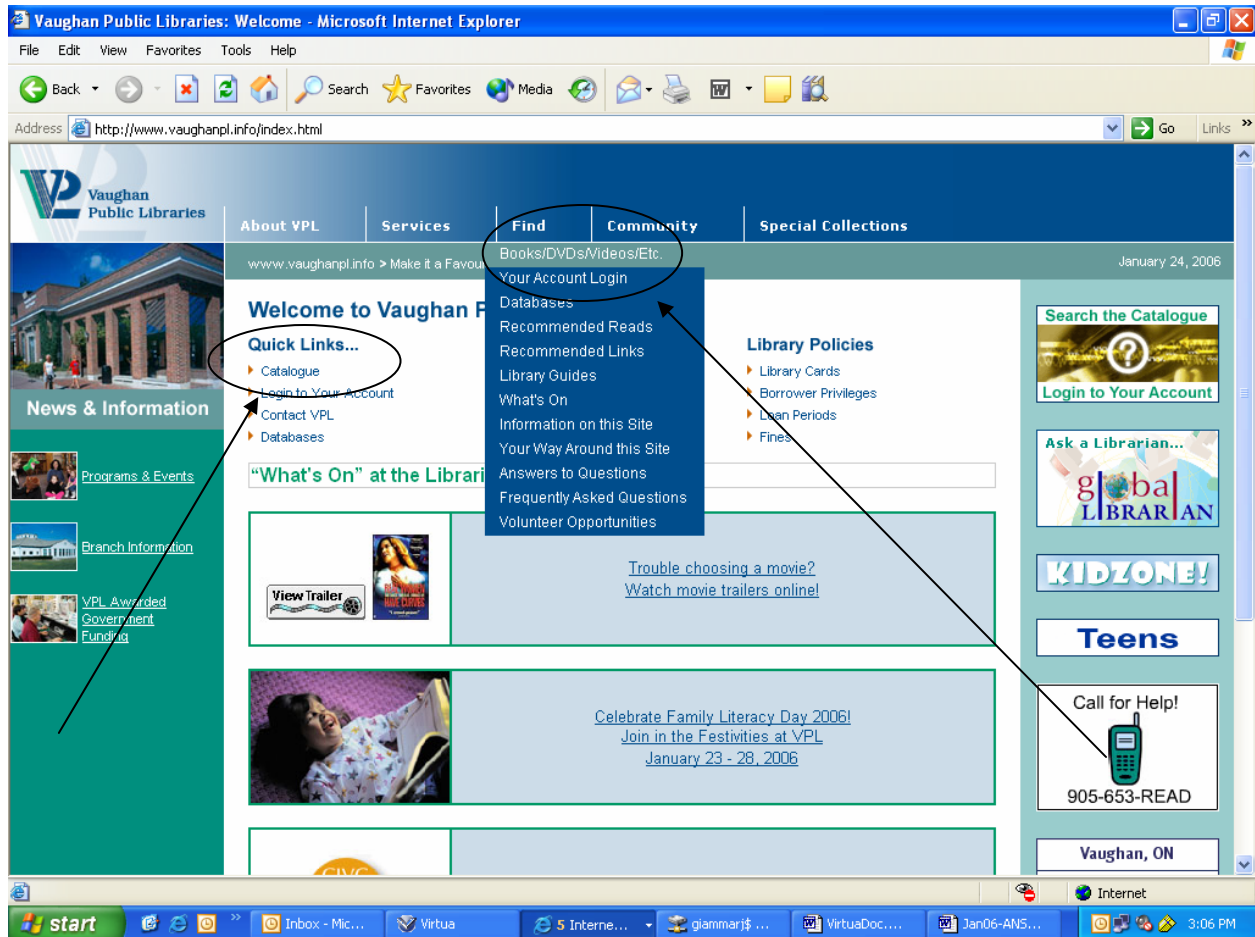 Vaughan Public Libraries: Welcome - Microsoft Internet Explorer
File Edit View Favorites Tools Help
Back Search Favorites Media
Address http://www.vaughanpl.info/index.html Go Links »
VPL
Vaughan
Public Libraries
About VPL Services Find Community Special Collections
www.vaughanpl.info > Make it a Favou
January 24, 2006
Books/DVDs/Videos/Etc.
Your Account Login
Databases
Recommended Reads
Recommended Links
Library Guides
What's On
Information on this Site
Your Way Around this Site
Answers to Questions
Frequently Asked Questions
Volunteer Opportunities
News & Information
Programs & Events
Branch Information
VPL Awarded
Government
Funding
Welcome to Vaughan P
Quick Links...
Catalogue
Login to Your Account
Contact VPL
Databases
Library Policies
Library Cards
Borrower Privileges
Loan Periods
Fines
"What's On" at the Librari
View Trailer
Trouble choosing a movie?
Watch movie trailers online!
Celebrate Family Literacy Day 2006!
Join in the Festivities at VPL
January 23 - 28, 2006
CIVC
Search the Catalogue
Login to Your Account
Ask a Librarian...
global
LIBRARIAN
KIDZONE!
Teens
Call for Help!
905-653-READ
Vaughan, ON
Internet
start » Inbox - Mic... Virtua 5 Interne... giammarj$ ... VirtuaDoc.... Jan06-ANS... 3:06 PM